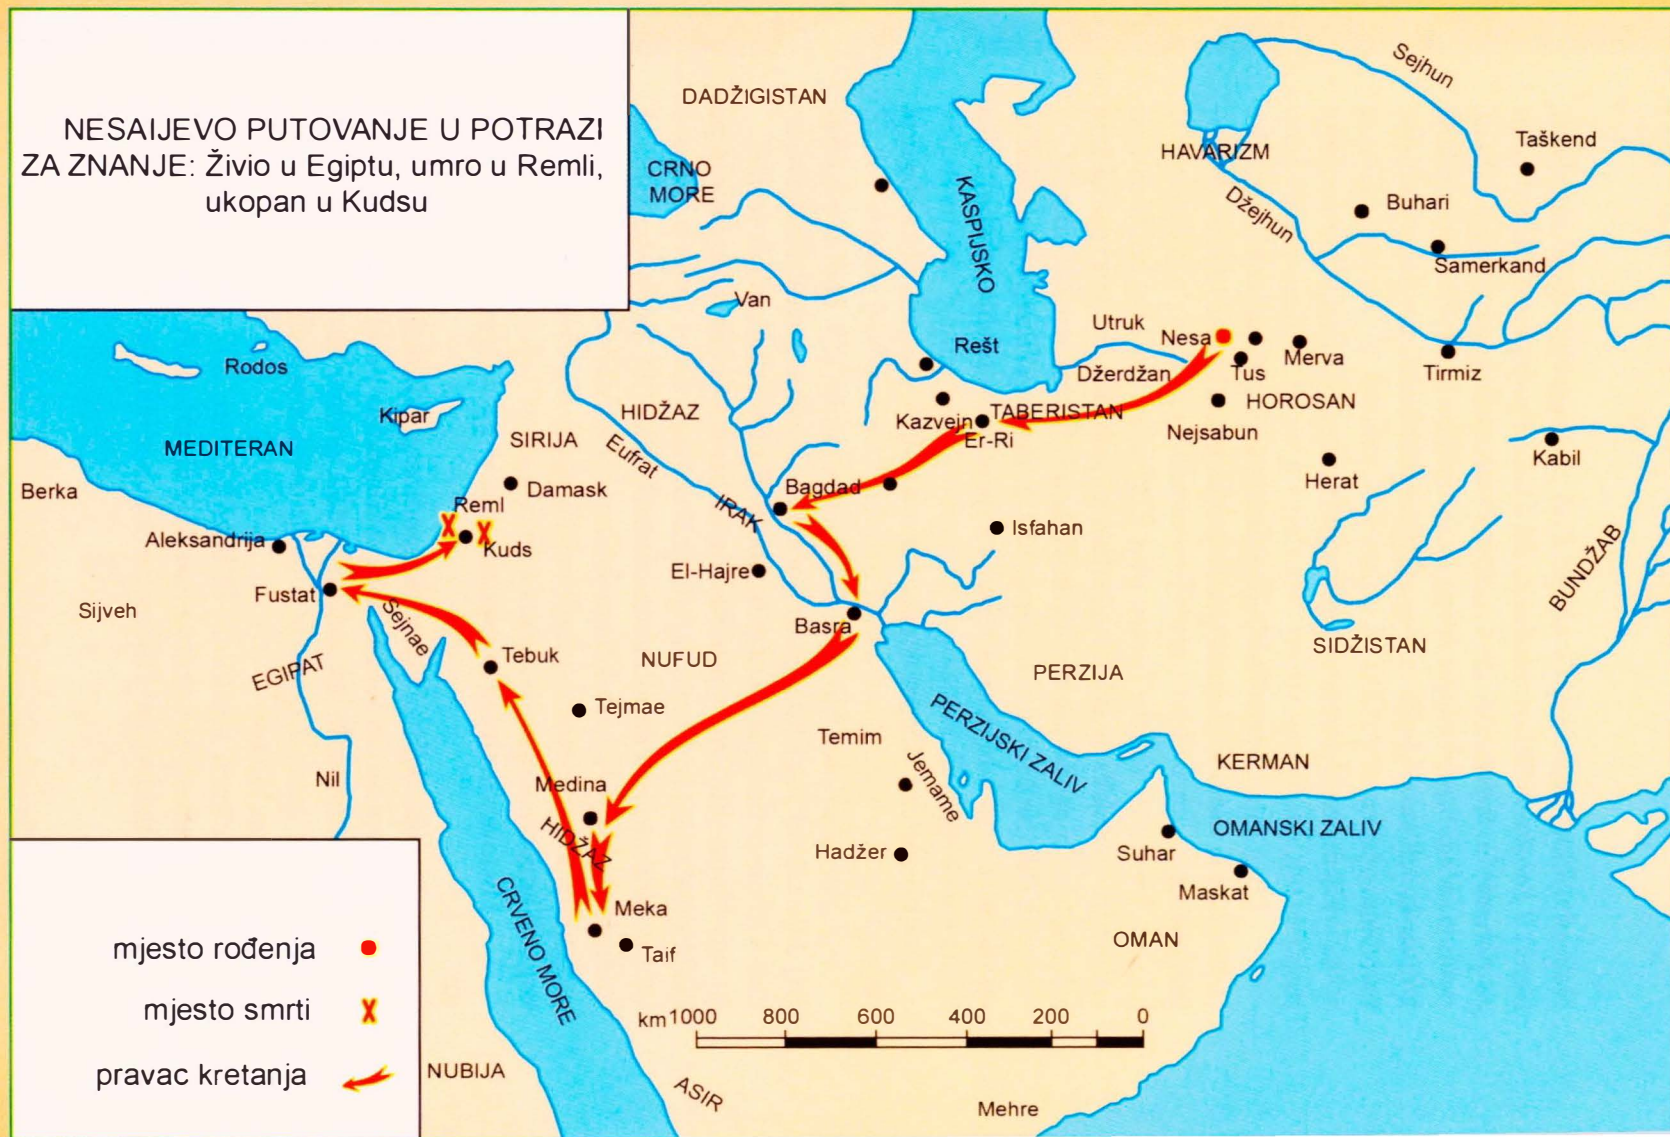 NESAIJEVO PUTOVANJE U POTRAZI
ZA ZNANJE: Živio u Egiptu, umro u Remli,
ukopan u Kudsu
DADŽIGISTAN
CRNO
MORE
KASPIJSKO
HAVARIZM
Sejhun
Taškend
Džejhun
Buhari
Samerkand
Van
Rešt
Utruk
Nesa
Merva
Tus
Tirmiz
Džerdžan
Rodos
Kipar
HIDŽAZ
Kazvejn
TABERISTAN
Er-Ri
HOROSAN
Nejsabun
MEDITERAN
SIRIJA
Eufrat
Kabil
Herat
Berka
Damask
Bagdad
Reml
IRAK
Isfahan
Aleksandrija
Kuds
El-Hajre
BUNDŽAB
Fustat
Sijveh
Sejnae
Basra
Tebuk
NUFUD
PERZIJA
SIDŽISTAN
EGIPAT
Tejmae
Temim
PERZIJSKI ZALIV
Nil
Medina
Jemame
KERMAN
HIDŽAZ
OMANSKI ZALIV
Hadžer
Suhar
Maskat
CRVENO MORE
Meka
Taif
OMAN
mjesto rođenja
mjesto smrti
pravac kretanja
km 1000 800 600 400 200 0
NUBIJA
ASIR
Mehre